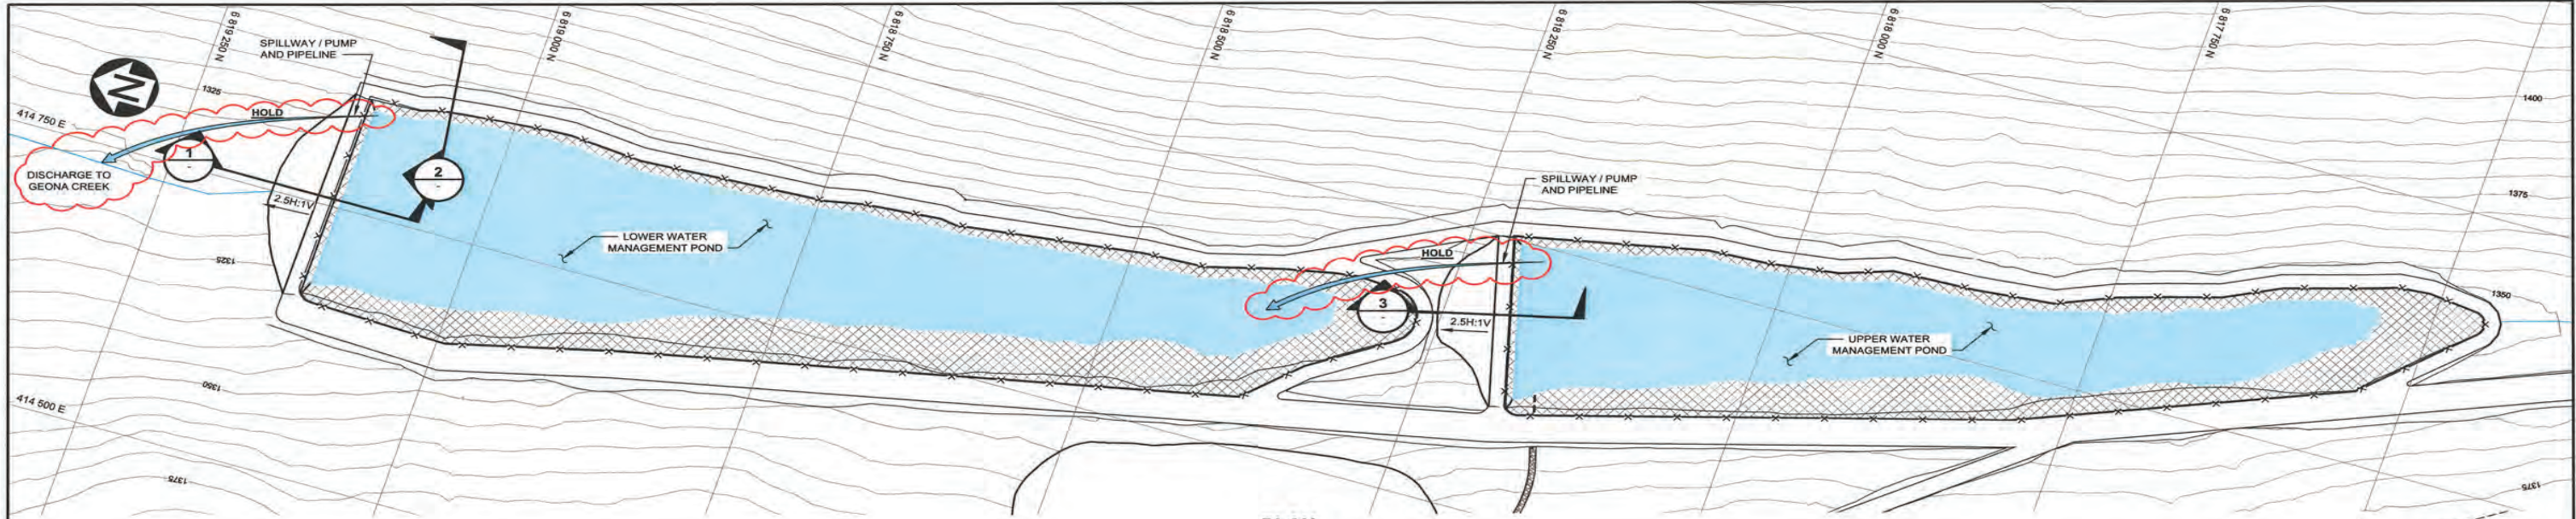 6 819 250 N
6 819 000 N
6 818 750 N
6 818 500 N
6 818 250 N
6 818 000 N
6 817 750 N
SPILLWAY / PUMP
AND PIPELINE
N
1325
HOLD
414 750 E
1
-
2
-
DISCHARGE TO
GEONA CREEK
2.5H:1V
LOWER WATER
MANAGEMENT POND
1325
1350
414 500 E
1375
SPILLWAY / PUMP
AND PIPELINE
HOLD
3
-
2.5H:1V
UPPER WATER
MANAGEMENT POND
1400
1375
1350
1375